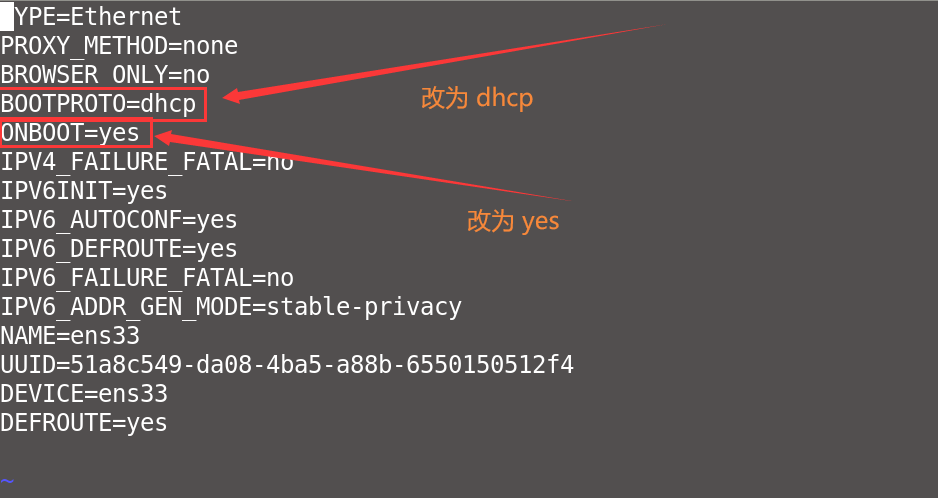 TYPE=Ethernet
PROXY_METHOD=none
BROWSER_ONLY=no
BOOTPROTO=dhcp
改为 dhcp
ONBOOT=yes
IPV4_FAILURE_FATAL=no
IPV6INIT=yes
IPV6_AUTOCONF=yes
改为 yes
IPV6_DEFROUTE=yes
IPV6_FAILURE_FATAL=no
IPV6_ADDR_GEN_MODE=stable-privacy
NAME=ens33
UUID=51a8c549-da08-4ba5-a88b-6550150512f4
DEVICE=ens33
DEFROUTE=yes
~